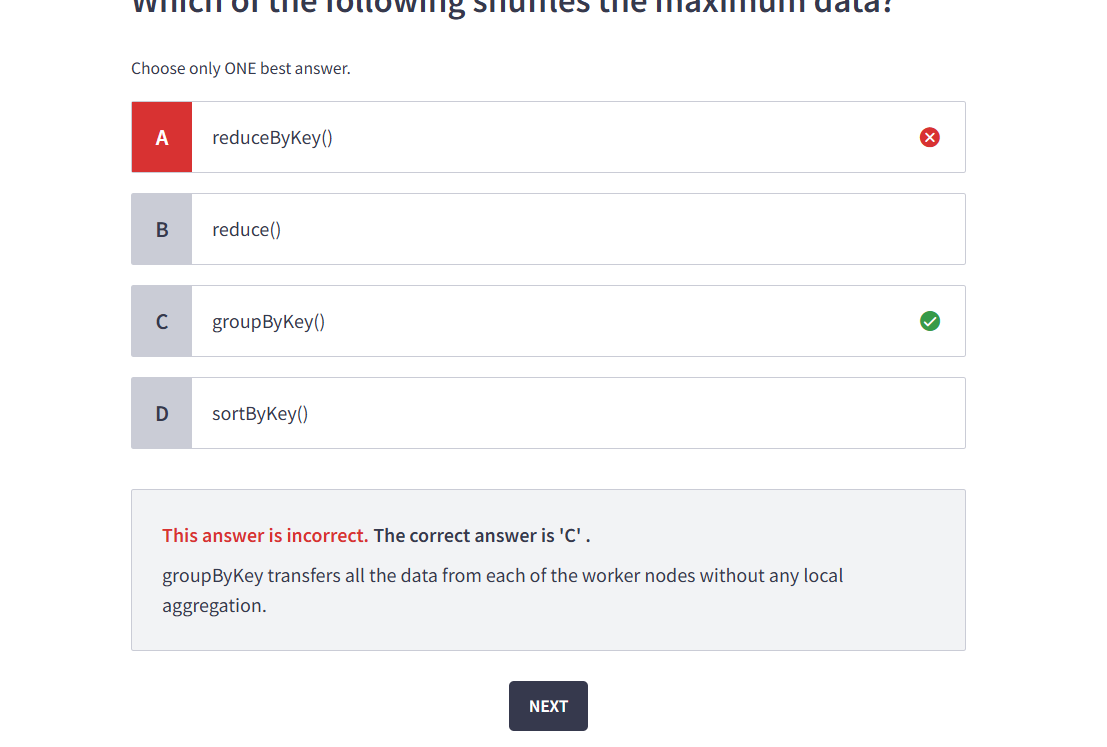 Which of the following shuffles the maximum data?
Choose only ONE best answer.
A
reduceByKey()
B
reduce()
C
groupByKey()
D
sortByKey()
This answer is incorrect. The correct answer is 'C' .
groupByKey transfers all the data from each of the worker nodes without any local
aggregation.
NEXT